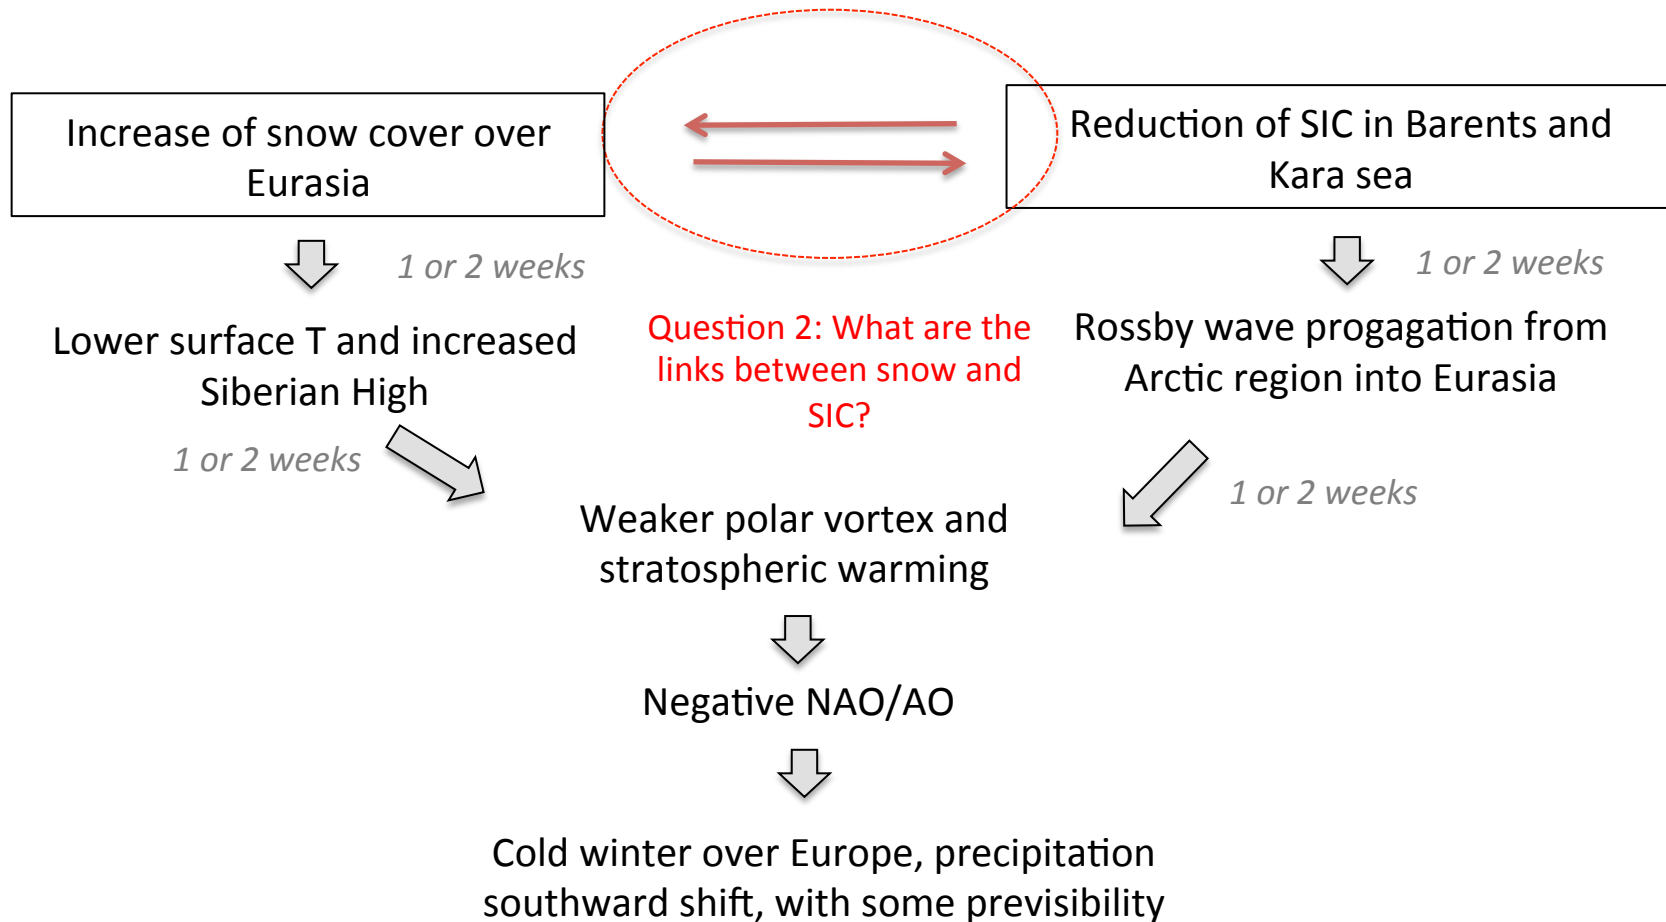 Increase of snow cover over
Eurasia
Reduction of SIC in Barents and
Kara sea
1 or 2 weeks
1 or 2 weeks
Lower surface T and increased
Siberian High
Question 2: What are the
links between snow and
SIC?
Rossby wave progagation from
Arctic region into Eurasia
1 or 2 weeks
1 or 2 weeks
Weaker polar vortex and
stratospheric warming
Negative NAO/AO
Cold winter over Europe, precipitation
southward shift, with some previsibility